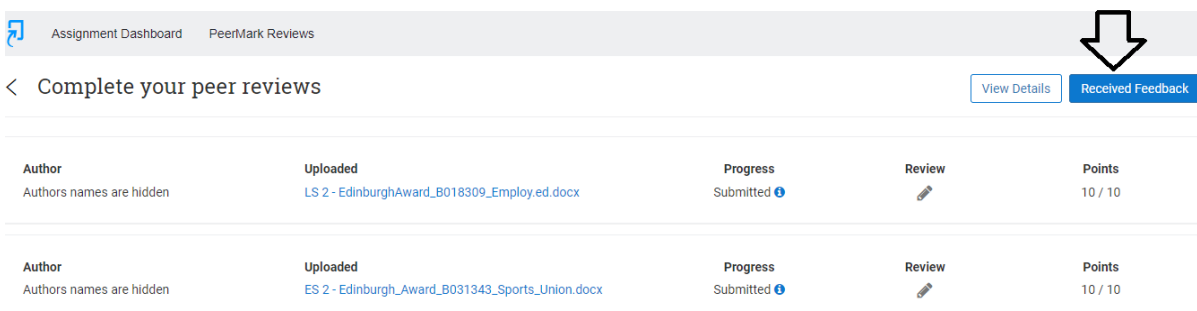 Assignment Dashboard PeerMark Reviews
Complete your peer reviews View Details Received Feedback
Author Uploaded Progress Review Points
Authors names are hidden LS 2 - EdinburghAward_B018309_Employ.ed.docx Submitted 10 / 10
Author Uploaded Progress Review Points
Authors names are hidden ES 2 - Edinburgh_Award_B031343_Sports_Union.docx Submitted 10 / 10